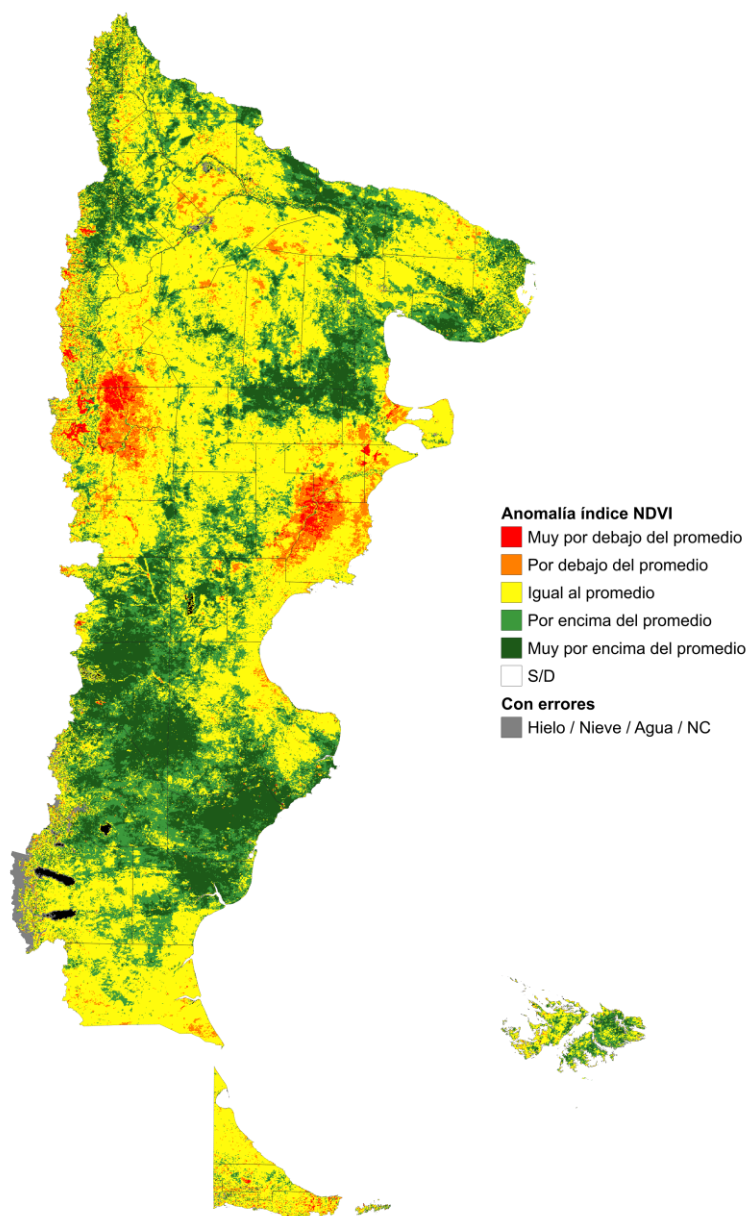 Anomalía índice NDVI
Muy por debajo del promedio
Por debajo del promedio
Igual al promedio
Por encima del promedio
Muy por encima del promedio
S/D
Con errores
Hielo / Nieve / Agua / NC